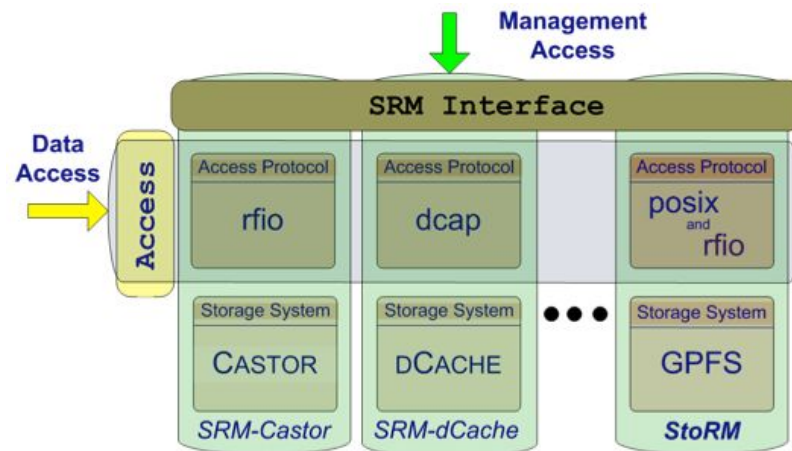 Management
Access
SRM Interface
Data
Access
Access
Access Protocol
rfio
Access Protocol
dcap
Access Protocol
posix
and
rfio
Storage System
CASTOR
Storage System
DCACHE
Storage System
GPFS
SRM-Castor
SRM-dCache
StoRM